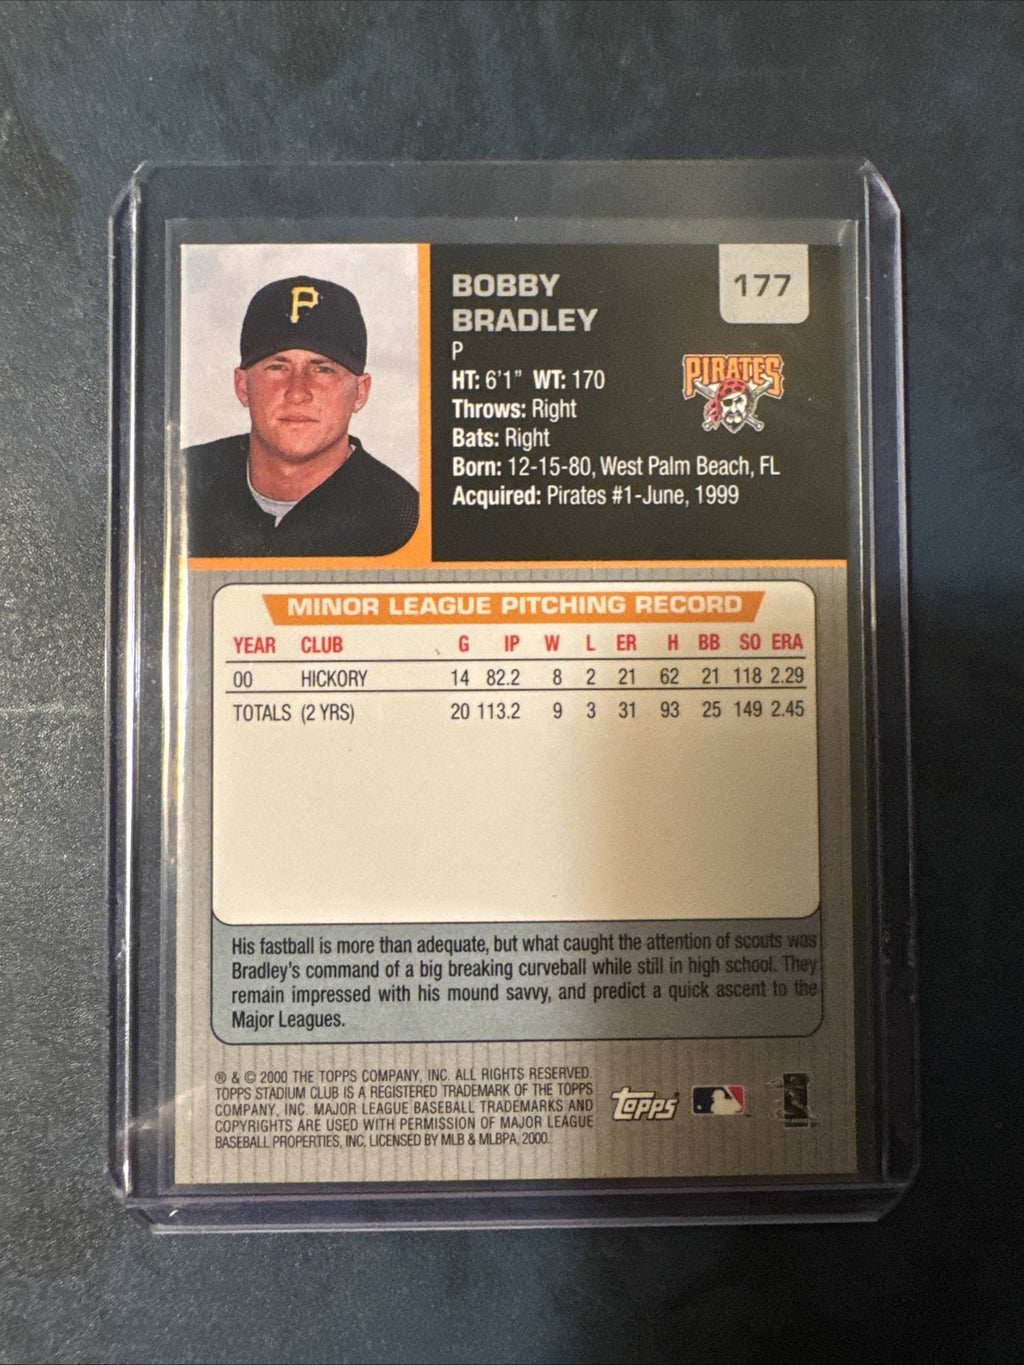 P
BOBBY
BRADLEY
177
P
HT: 6'1" WT: 170
Throws: Right
Bats: Right
Born: 12-15-80, West Palm Beach, FL
Acquired: Pirates #1-June, 1999
PIRATES
MINOR LEAGUE PITCHING RECORD
YEAR CLUB G IP W L ER H BB SO ERA
00 HICKORY 14 82.2 8 2 21 62 21 118 2.29
TOTALS (2 YRS) 20 113.2 9 3 31 93 25 149 2.45
His fastball is more than adequate, but what caught the attention of scouts was
Bradley's command of a big breaking curveball while still in high school. They
remain impressed with his mound savvy, and predict a quick ascent to the
Major Leagues.
® & © 2000 THE TOPPS COMPANY, INC. ALL RIGHTS RESERVED.
TOPPS STADIUM CLUB IS A REGISTERED TRADEMARK OF THE TOPPS
COMPANY, INC. MAJOR LEAGUE BASEBALL TRADEMARKS AND
COPYRIGHTS ARE USED WITH PERMISSION OF MAJOR LEAGUE
BASEBALL PROPERTIES, INC. LICENSED BY MLB & MLBPA, 2000.
Topps